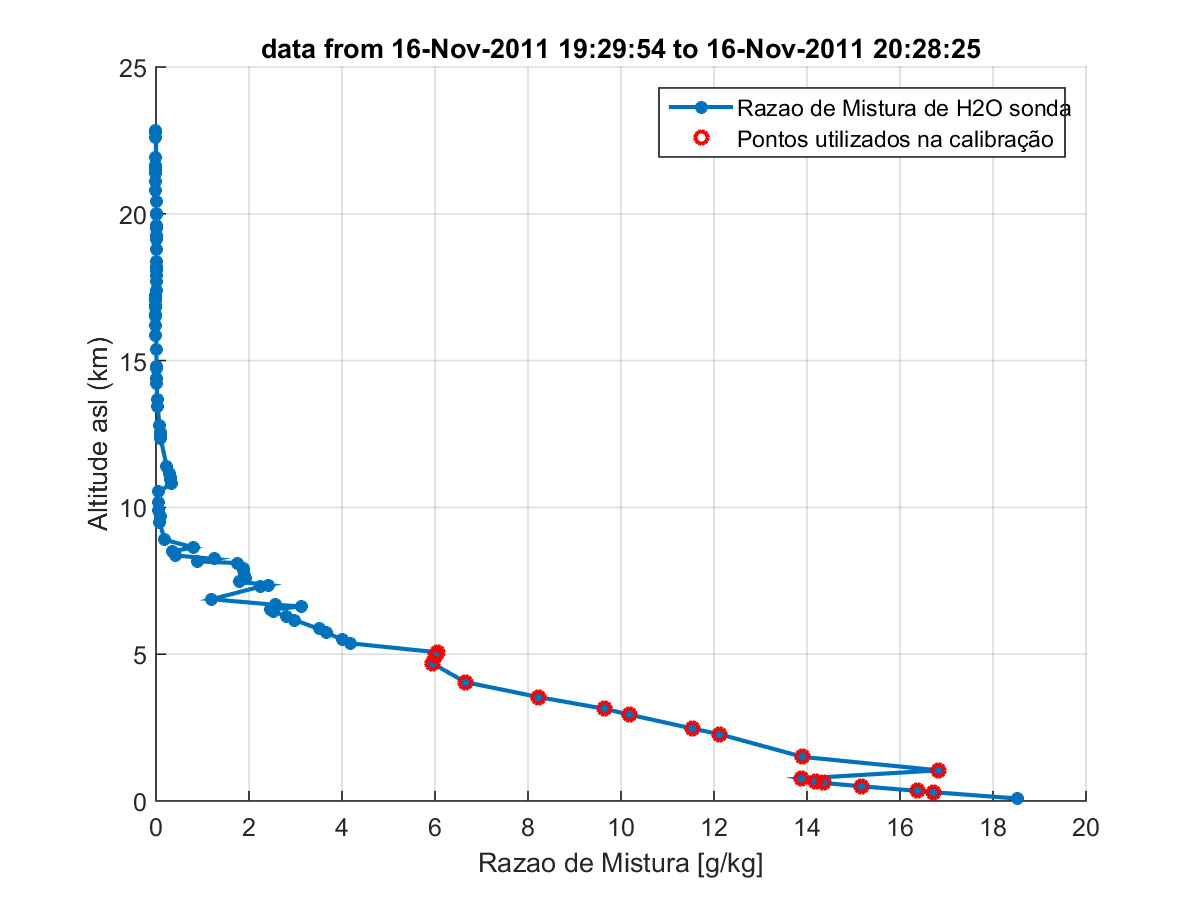 data from 16-Nov-2011 19:29:54 to 16-Nov-2011 20:28:25
25
20
15
10
5
0
Altitude asl (km)
Razao de Mistura de H2O sonda
Pontos utilizados na calibração
0 2 4 6 8 10 12 14 16 18 20
Razao de Mistura [g/kg]